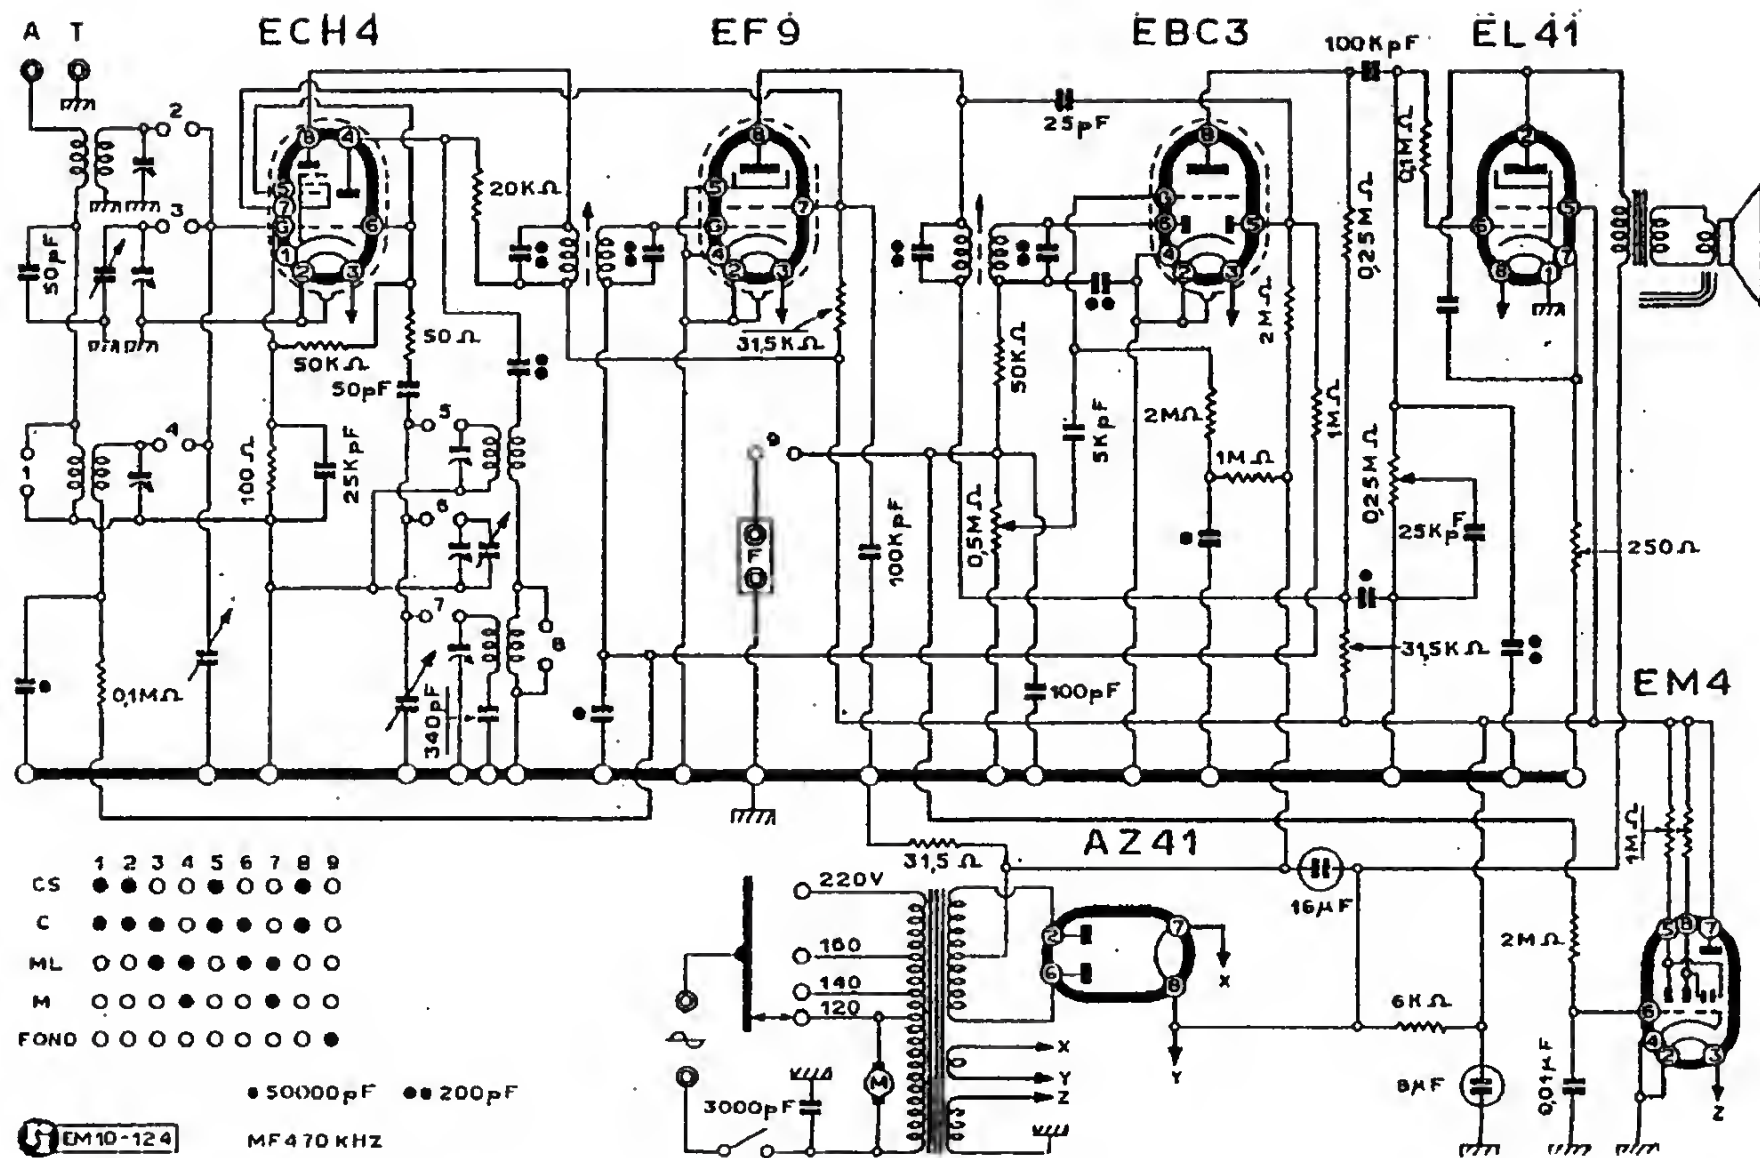 A T
ECH4
EF9
EBC3
EL41
100KpF
2
3
50pF
20KΩ
25pF
0,1MΩ
0,25MΩ
2MΩ
50Ω
50KΩ
50pF
31,5KΩ
50KΩ
5KpF
2MΩ
1MΩ
1MΩ
1
4
5
6
7
8
9
100Ω
25KpF
F
100KpF
0,5MΩ
0,25MΩ
25KpF
250Ω
0,1MΩ
340pF
100pF
31,5KΩ
EM4
1 2 3 4 5 6 7 8 9
CS
C
ML
M
FOND
● 50000pF ●● 200pF
EM10-124
MF 470 KHZ
31,5 Ω
220V
160
140
120
M
3000pF
AZ41
X
Y
Z
X
Y
16µF
6KΩ
8µF
1MΩ
2MΩ
0,01µF
Z